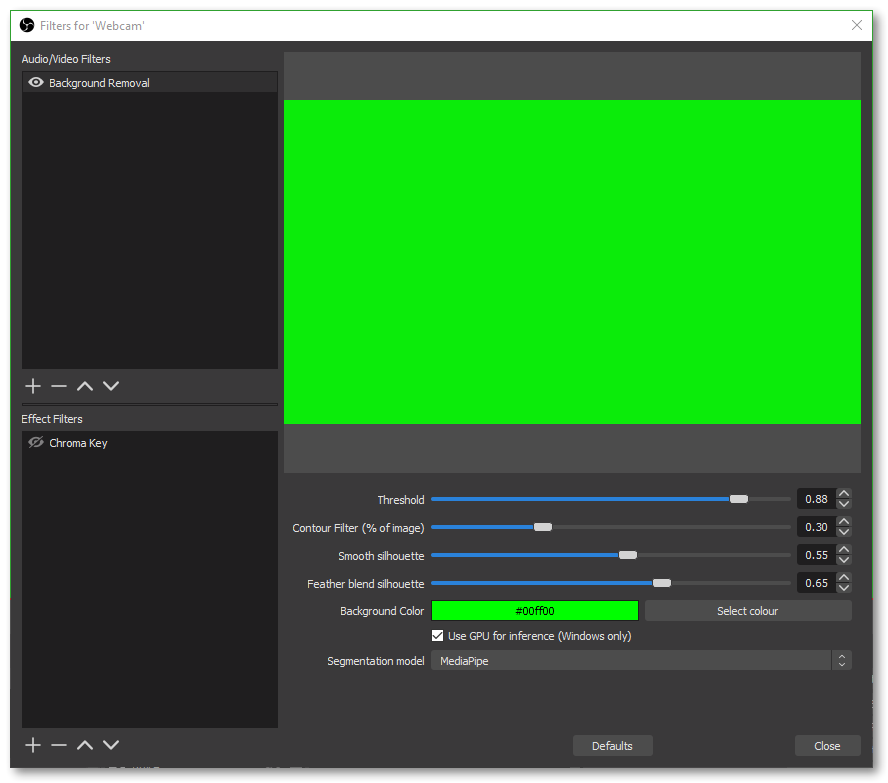 Filters for 'Webcam'
Audio/Video Filters
Background Removal
Effect Filters
Chroma Key
Threshold 0.88
Contour Filter (% of image) 0.30
Smooth silhouette 0.55
Feather blend silhouette 0.65
Background Color #00ff00 Select colour
Use GPU for inference (Windows only)
Segmentation model MediaPipe
Defaults Close